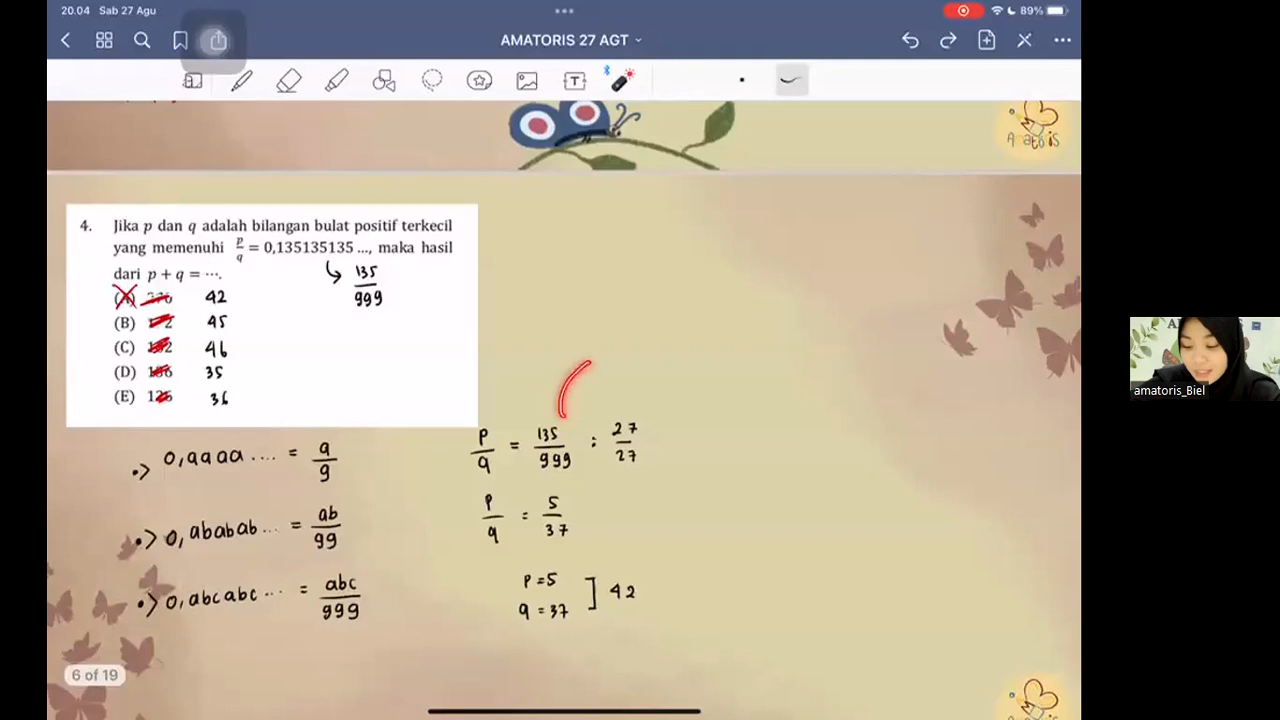 20.04 Sab 27 Agu
89%
AMATORIS 27 AGT
Amatoris
4. Jika p dan q adalah bilangan bulat positif terkecil
yang memenuhi p/q = 0,135135135 ..., maka hasil
dari p + q = ⋯.
135/999
(A) 42
(B) 45
(C) 46
(D) 35
(E) 36
•> 0,aaaa .... = a/9
•> 0,ababab... = ab/99
•> 0,abcabc... = abc/999
p/q = 135/999 : 27/27
p/q = 5/37
p = 5
q = 37 ] 42
6 of 19
amatoris_Biel